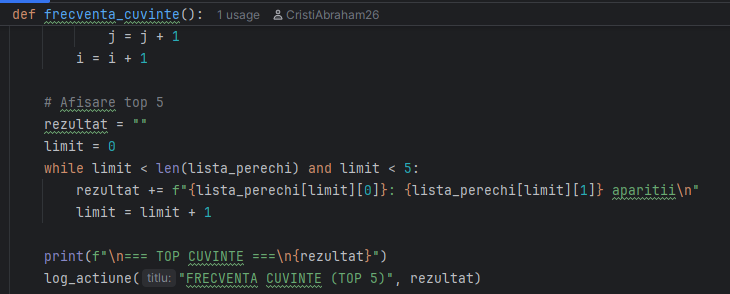 def frecventa_cuvinte(): 1 usage CristiAbraham26
j = j + 1
i = i + 1
# Afisare top 5
rezultat = ""
limit = 0
while limit < len(lista_perechi) and limit < 5:
rezultat += f"{lista_perechi[limit][0]}: {lista_perechi[limit][1]} aparitii\n"
limit = limit + 1
print(f"\n=== TOP CUVINTE ===\n{rezultat}")
log_actiune( titlu: "FRECVENTA CUVINTE (TOP 5)", rezultat)